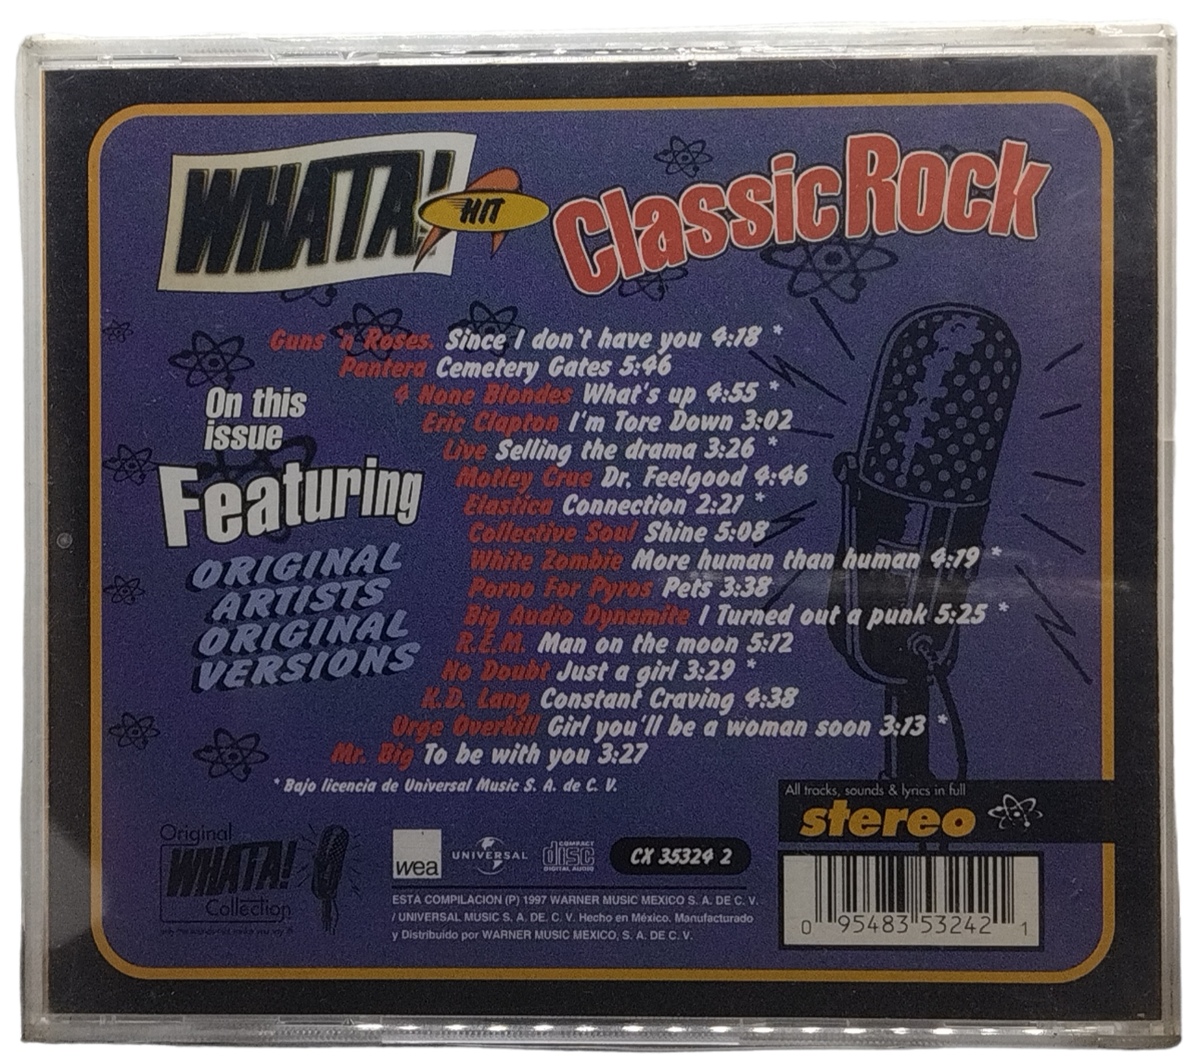 WHATA! HIT Classic Rock
Guns 'n Roses. Since I don't have you 4:18 *
Pantera Cemetery Gates 5:46
4 None Blondes What's up 4:55 *
Eric Clapton I'm Tore Down 3:02
Live Selling the drama 3:26 *
Motley Crue Dr. Feelgood 4:46
Elastica Connection 2:21 *
Collective Soul Shine 5:08
White Zombie More human than human 4:19 *
Porno For Pyros Pets 3:38
Big Audio Dynamite I Turned out a punk 5:25 *
R.E.M. Man on the moon 5:12
No Doubt Just a girl 3:29 *
K.D. Lang Constant Craving 4:38
Urge Overkill Girl you'll be a woman soon 3:13 *
Mr. Big To be with you 3:27
* Bajo licencia de Universal Music S. A. de C. V.
On this
issue
Featuring
ORIGINAL
ARTISTS
ORIGINAL
VERSIONS
Original
WHATA!
Collection
wea
UNIVERSAL
COMPACT
disc
DIGITAL AUDIO
CX 35324 2
ESTA COMPILACION (P) 1997 WARNER MUSIC MEXICO S. A. DE C. V.
/ UNIVERSAL MUSIC S, A. DE. C. V. Hecho en México. Manufacturado
y Distribuido por WARNER MUSIC MEXICO, S. A. DE C. V.
All tracks, sounds & lyrics in full
stereo
0 95483 53242 1